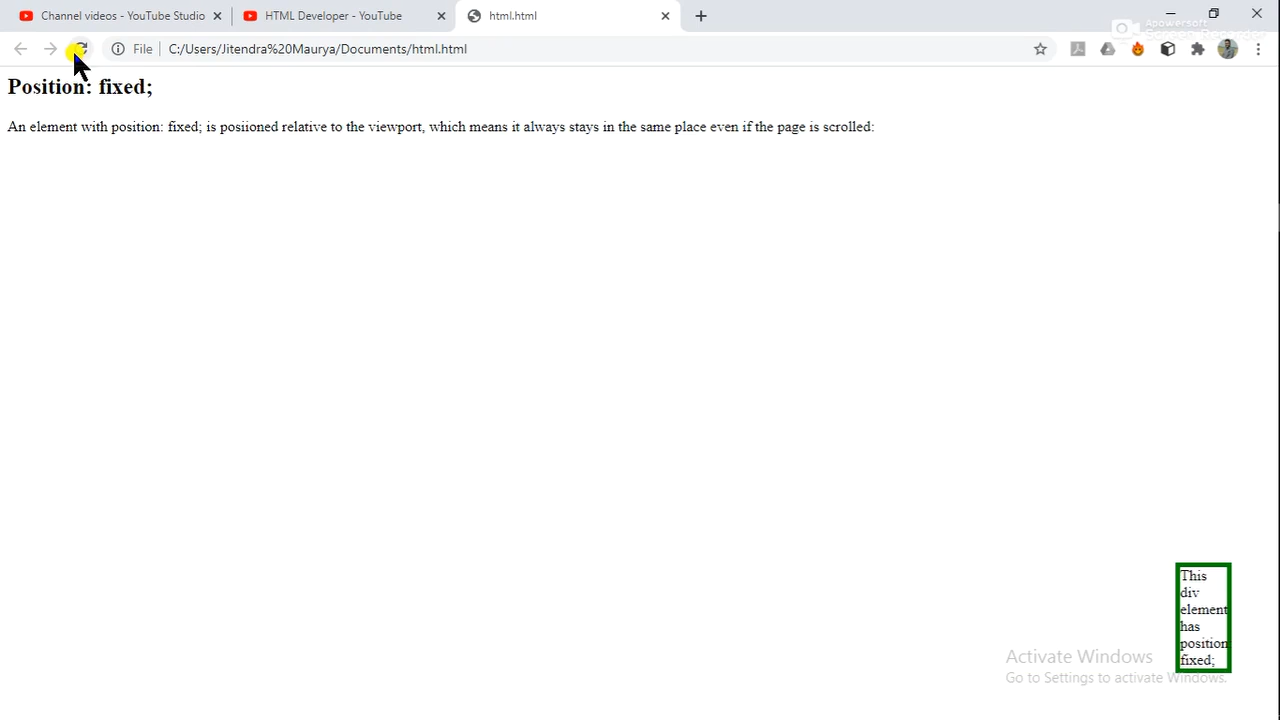 Channel videos - YouTube Studio
HTML Developer - YouTube
html.html
Apowersoft
Screen Recorder
File
C:/Users/Jitendra%20Maurya/Documents/html.html
Position: fixed;
An element with position: fixed; is posiioned relative to the viewport, which means it always stays in the same place even if the page is scrolled:
This
div
element
has
position
fixed;
Activate Windows
Go to Settings to activate Windows.